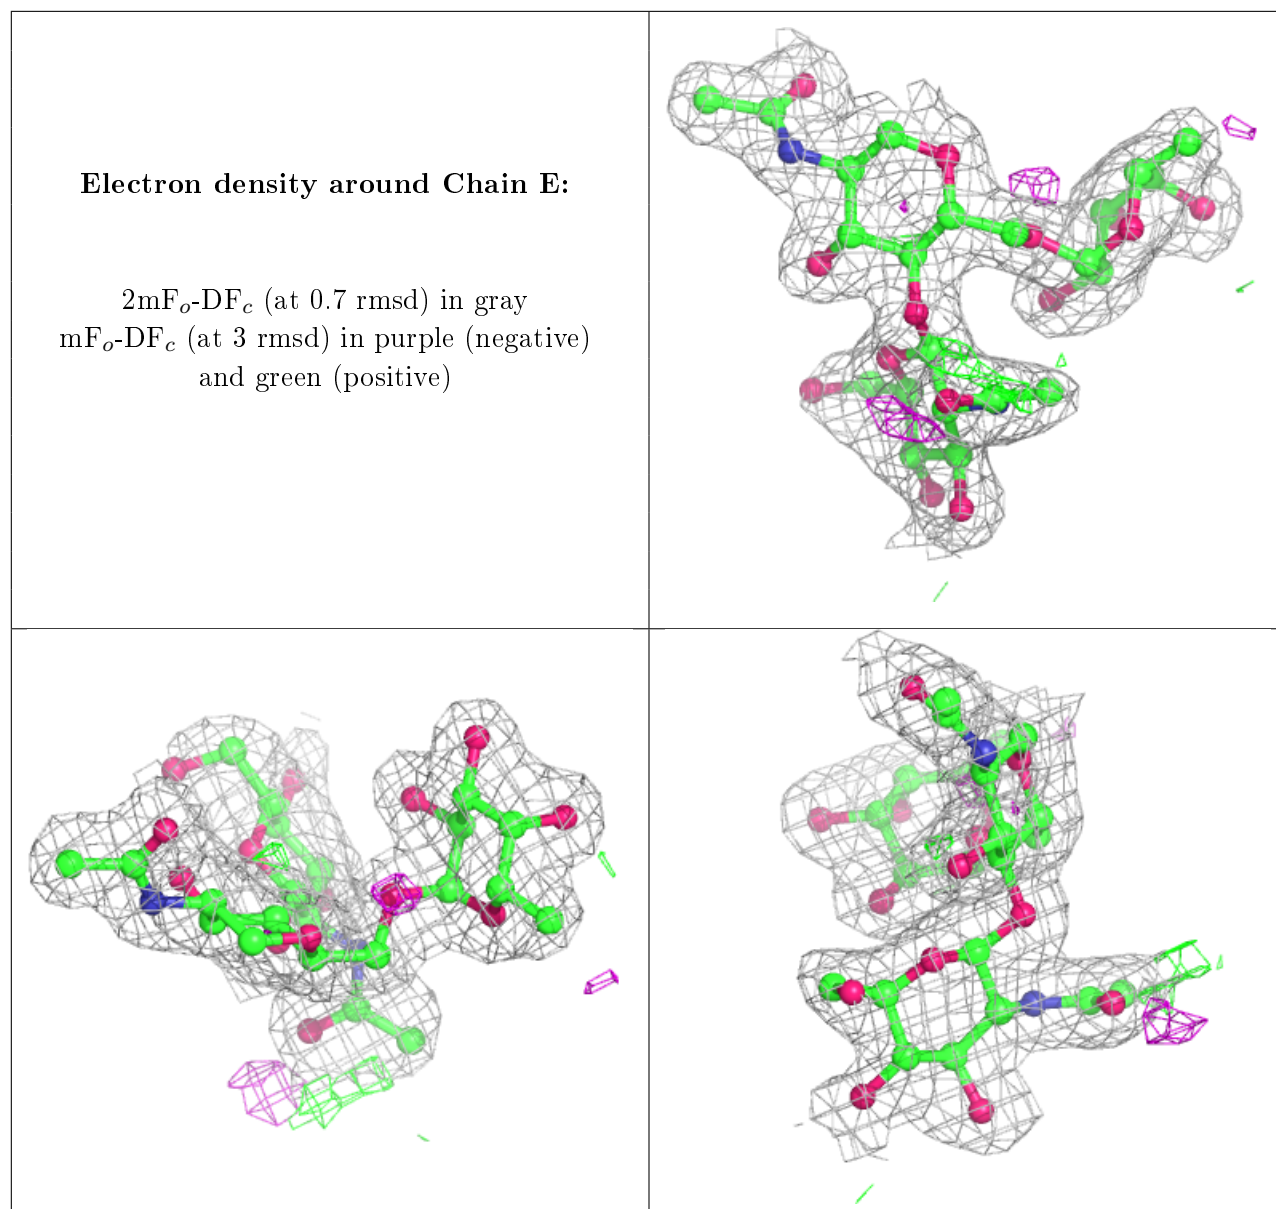 Electron density around Chain E:
2mFo-DFc (at 0.7 rmsd) in gray
mFo-DFc (at 3 rmsd) in purple (negative)
and green (positive)